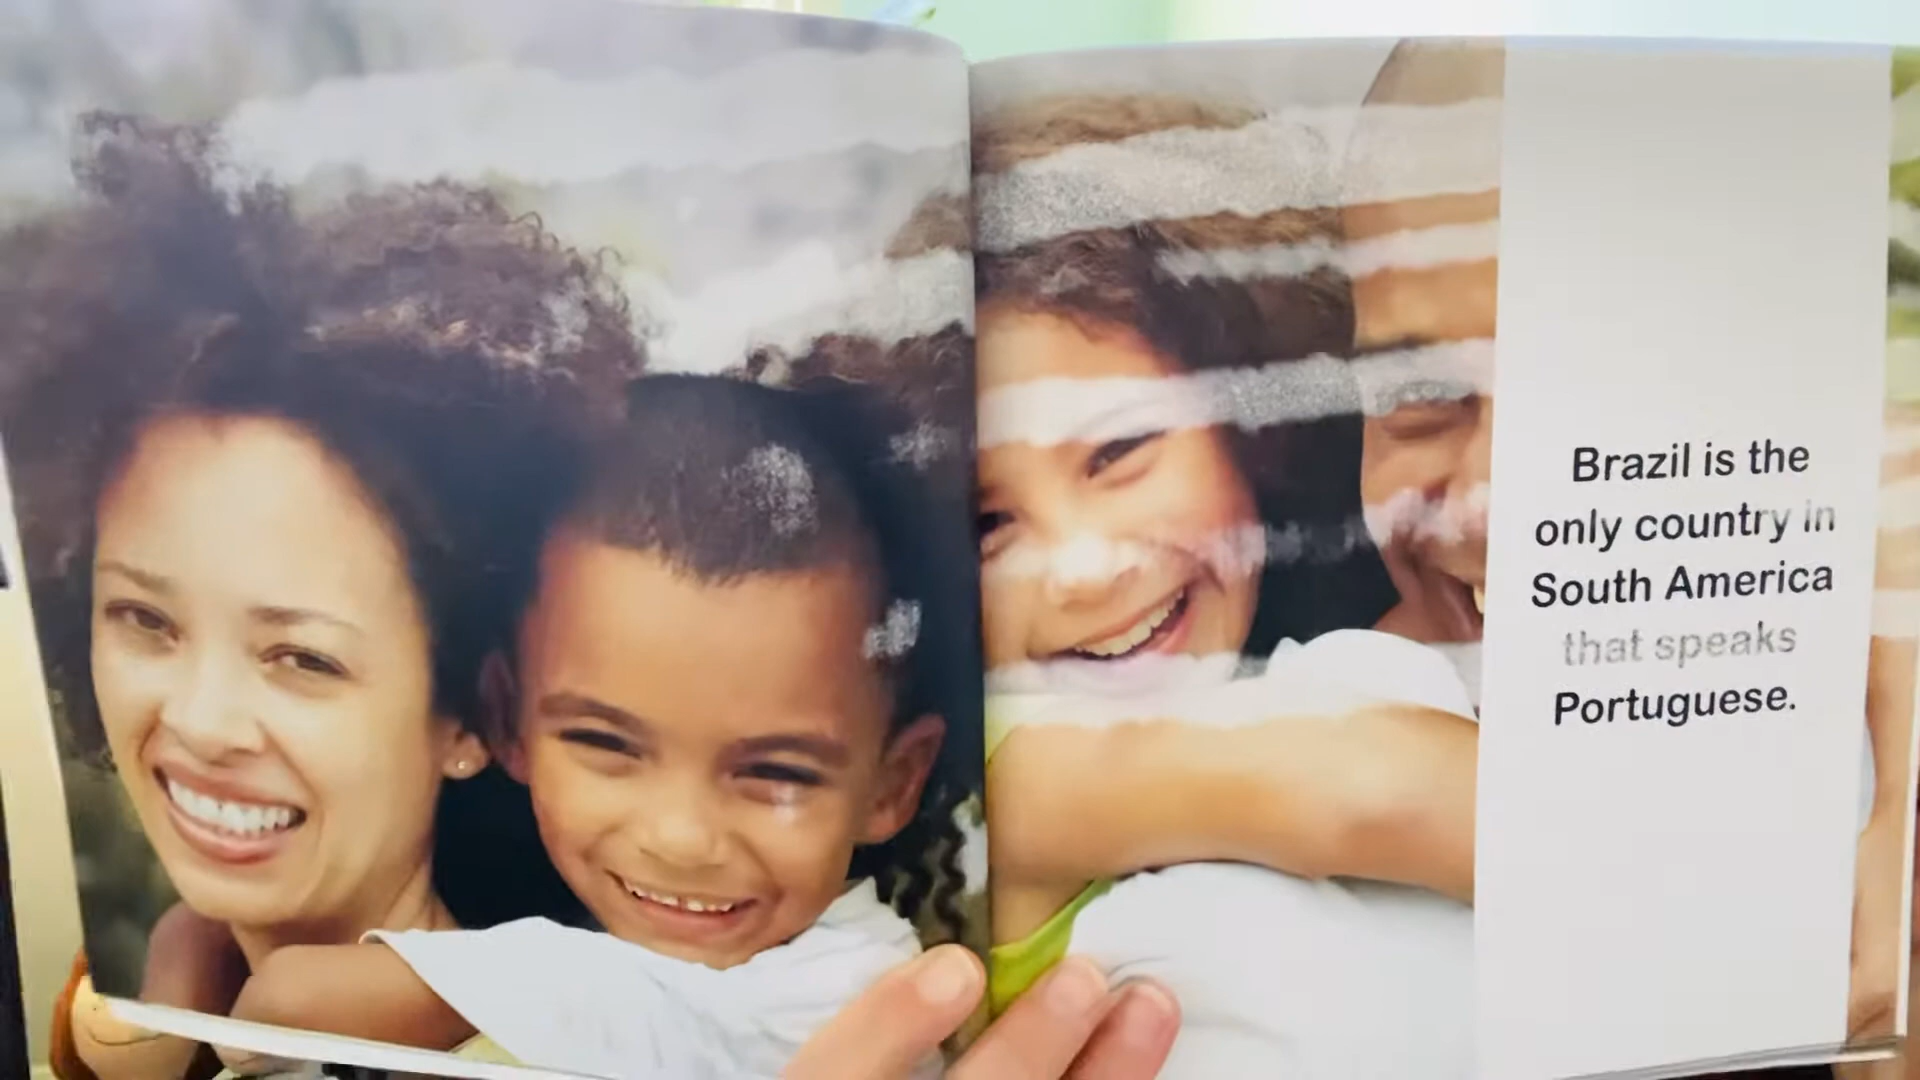 Brazil is the
only country in
South America
that speaks
Portuguese.